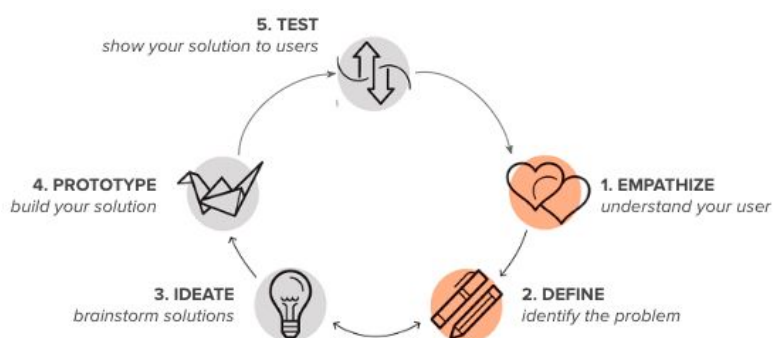 5. TEST
show your solution to users
4. PROTOTYPE
build your solution
1. EMPATHIZE
understand your user
3. IDEATE
brainstorm solutions
2. DEFINE
identify the problem